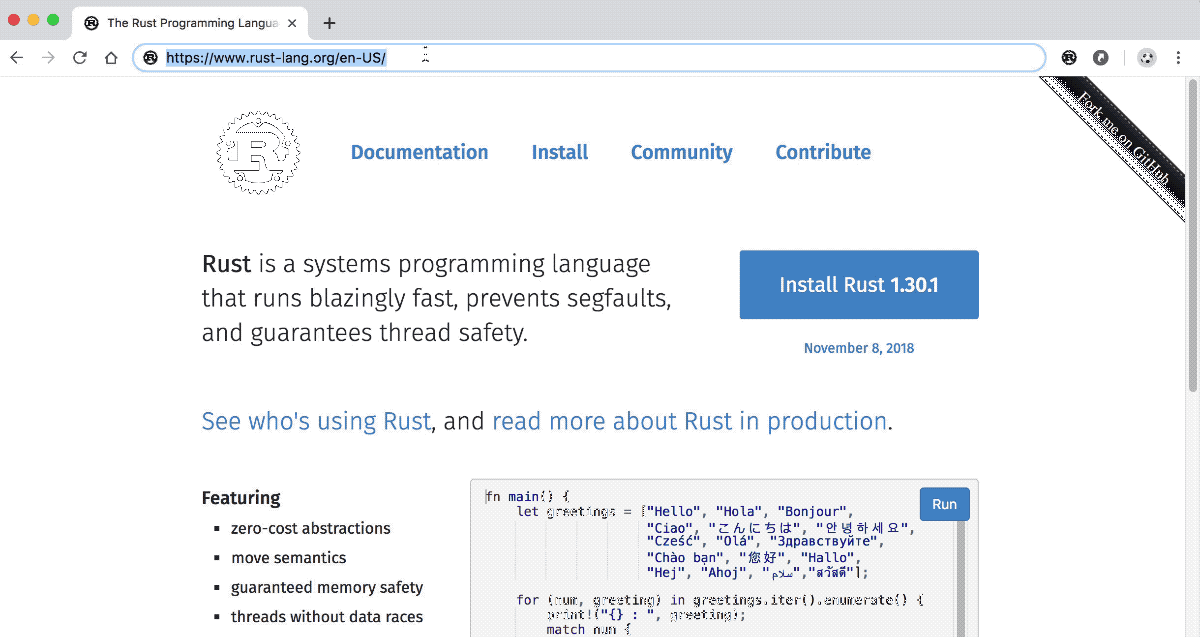 The Rust Programming Langua
https://www.rust-lang.org/en-US/
Fork me on GitHub
R
Documentation Install Community Contribute
Rust is a systems programming language
that runs blazingly fast, prevents segfaults,
and guarantees thread safety.
Install Rust 1.30.1
November 8, 2018
See who's using Rust, and read more about Rust in production.
Featuring
▪ zero-cost abstractions
▪ move semantics
▪ guaranteed memory safety
▪ threads without data races
Run
fn main() {
let greetings = ["Hello", "Hola", "Bonjour",
"Ciao", "こんにちは", "안녕하세요",
"Cześć", "Olá", "Здравствуйте",
"Chào bạn", "您好", "Hallo",
"Hej", "Ahoj", "سلام","สวัสดี"];
for (num, greeting) in greetings.iter().enumerate() {
print!("{} : ", greeting);
match num {